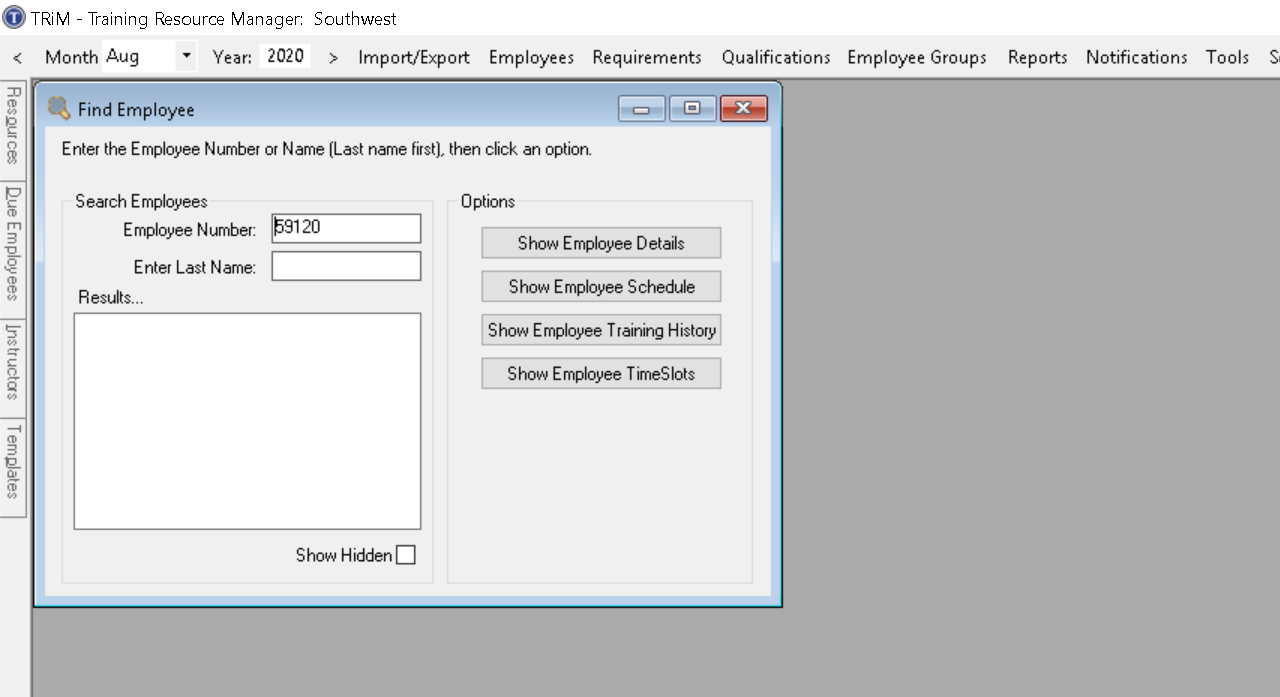 TRiM - Training Resource Manager: Southwest
< Month Aug Year: 2020 > Import/Export Employees Requirements Qualifications Employee Groups Reports Notifications Tools
Resources
Due Employees
Instructors
Templates
Find Employee
Enter the Employee Number or Name (Last name first), then click an option.
Search Employees
Employee Number: 59120
Enter Last Name:
Results...
Show Hidden
Options
Show Employee Details
Show Employee Schedule
Show Employee Training History
Show Employee TimeSlots